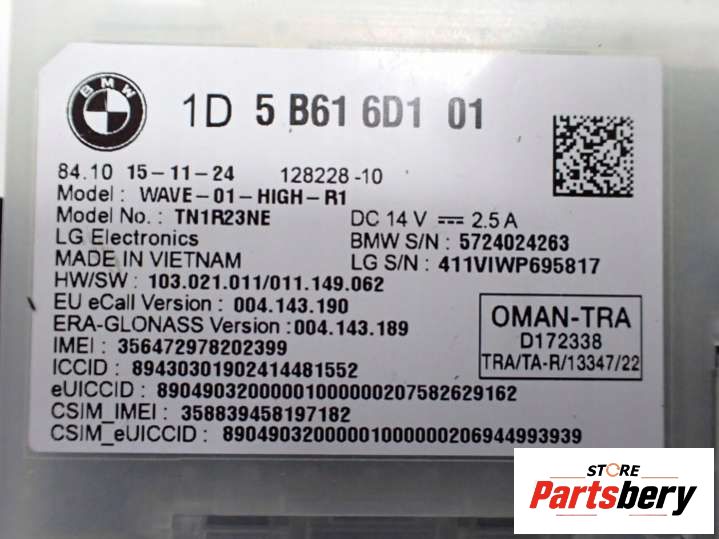 BMW
1D 5 B61 6D1 01
84.10 15-11-24 128228-10
Model : WAVE-01-HIGH-R1
Model No. : TN1R23NE DC 14 V 2.5 A
LG Electronics BMW S/N : 5724024263
MADE IN VIETNAM LG S/N : 411VIWP695817
HW/SW : 103.021.011/011.149.062
EU eCall Version : 004.143.190
ERA-GLONASS Version : 004.143.189
IMEI : 356472978202399
ICCID : 89430301902414481552
eUICCID : 89049032000001000000207582629162
CSIM_IMEI : 358839458197182
CSIM_eUICCID : 89049032000001000000206944993939
OMAN-TRA
D172338
TRA/TA-R/13347/22
STORE
Partsbery